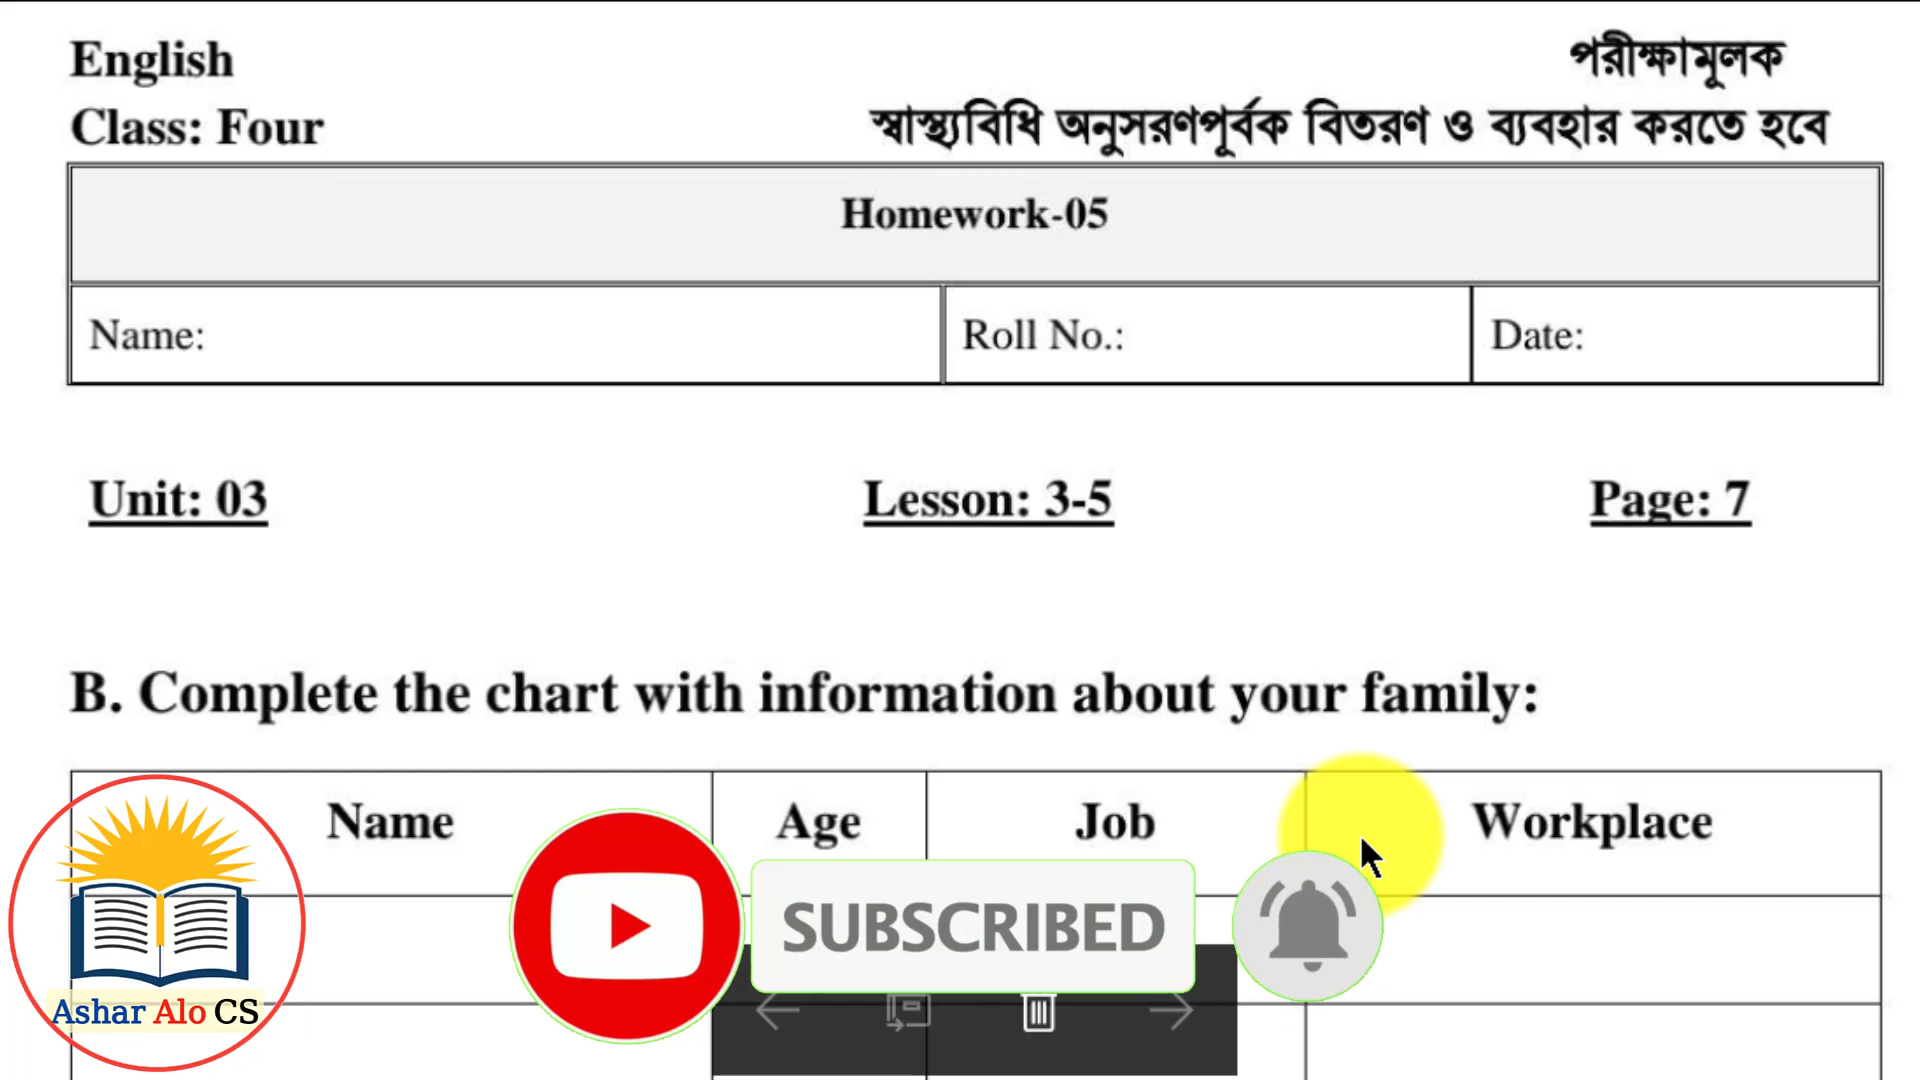 English
পরীক্ষামূলক
Class: Four
স্বাস্থ্যবিধি অনুসরণপূর্বক বিতরণ ও ব্যবহার করতে হবে
Homework-05
Name:
Roll No.:
Date:
Unit: 03
Lesson: 3-5
Page: 7
B. Complete the chart with information about your family:
Name
Age
Job
Workplace
SUBSCRIBED
Ashar Alo CS